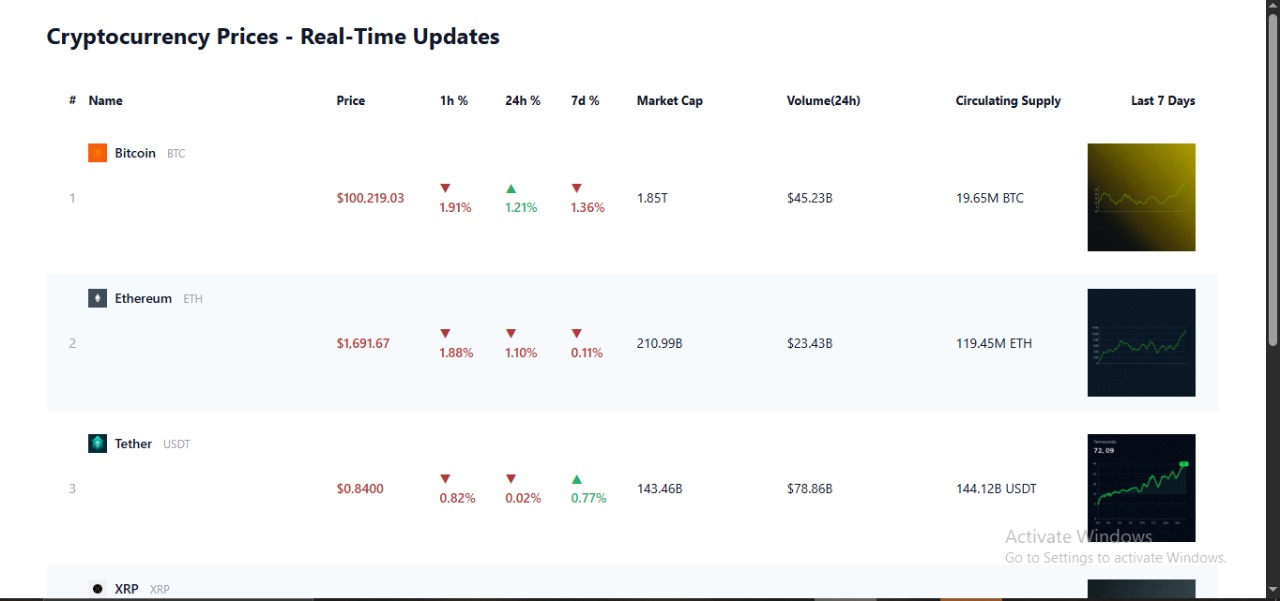 Cryptocurrency Prices - Real-Time Updates
# Name Price 1h % 24h % 7d % Market Cap Volume(24h) Circulating Supply Last 7 Days
Bitcoin BTC
1 $100,219.03 ▼ 1.91% ▲ 1.21% ▼ 1.36% 1.85T $45.23B 19.65M BTC
Ethereum ETH
2 $1,691.67 ▼ 1.88% ▼ 1.10% ▼ 0.11% 210.99B $23.43B 119.45M ETH
Tether USDT
72.09
3 $0.8400 ▼ 0.82% ▼ 0.02% ▲ 0.77% 143.46B $78.86B 144.12B USDT
Activate Windows
Go to Settings to activate Windows.
XRP XRP